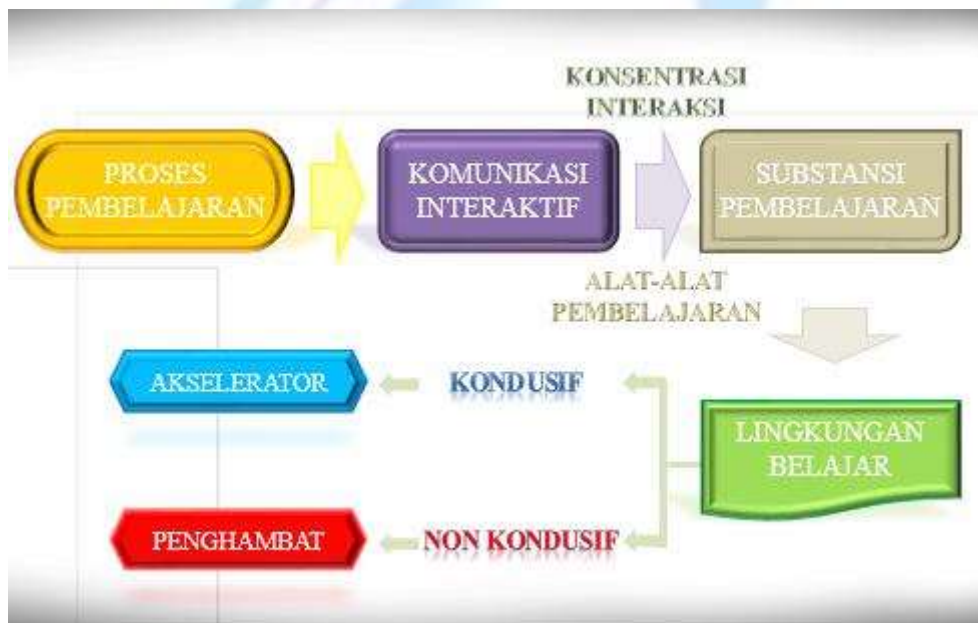 KONSENTRASI
INTERAKSI
PROSES
PEMBELAJARAN
KOMUNIKASI
INTERAKTIF
SUBSTANSI
PEMBELAJARAN
ALAT-ALAT
PEMBELAJARAN
AKSELERATOR
KONDUSIF
LINGKUNGAN
BELAJAR
PENGHAMBAT
NON KONDUSIF